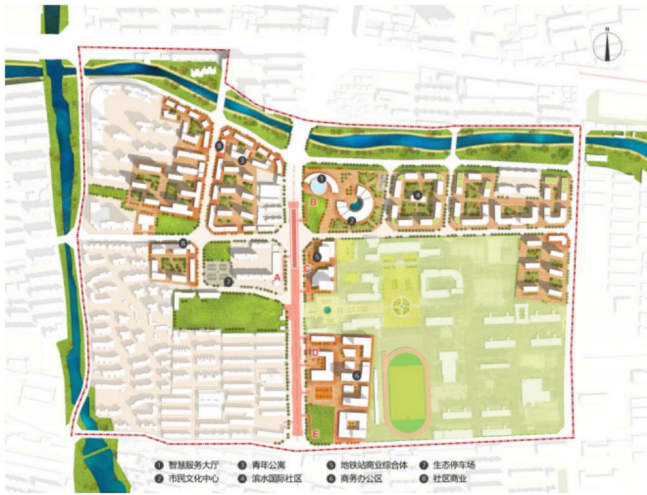 N
B
A
D
E
❶ 智慧服务大厅 ❸ 青年公寓 ❺ 地铁站商业综合体 ❼ 生态停车场
❷ 市民文化中心 ❹ 滨水国际社区 ❻ 商务办公区 ❽ 社区商业